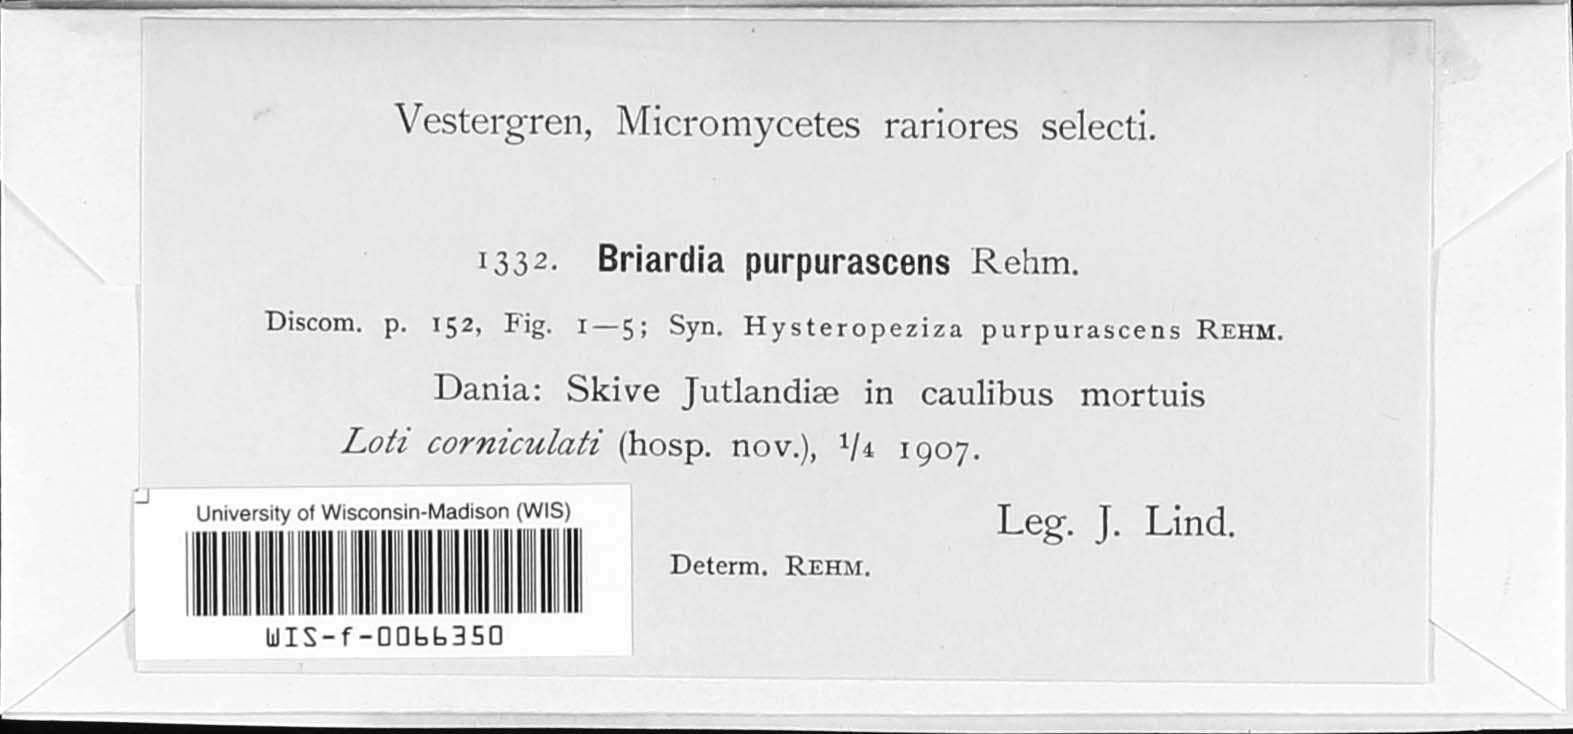 Vestergren, Micromycetes rariores selecti.
1332. Briardia purpurascens Rehm.
Discom. p. 152, Fig. 1—5; Syn. Hysteropeziza purpurascens REHM.
Dania: Skive Jutlandiæ in caulibus mortuis
Loti corniculati (hosp. nov.), 1/4 1907.
Leg. J. Lind.
Determ. REHM.
University of Wisconsin-Madison (WIS)
WIS-f-0066350